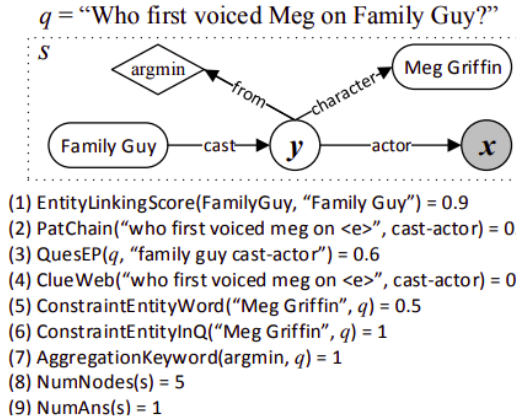 q = “Who first voiced Meg on Family Guy?”
S
argmin
from
character
Meg Griffin
Family Guy
cast
y
actor
x
(1) EntityLinkingScore(FamilyGuy, “Family Guy”) = 0.9
(2) PatChain(“who first voiced meg on <e>”, cast-actor) = 0
(3) QuesEP(q, “family guy cast-actor”) = 0.6
(4) ClueWeb(“who first voiced meg on <e>”, cast-actor) = 0
(5) ConstraintEntityWord(“Meg Griffin”, q) = 0.5
(6) ConstraintEntityInQ(“Meg Griffin”, q) = 1
(7) AggregationKeyword(argmin, q) = 1
(8) NumNodes(s) = 5
(9) NumAns(s) = 1